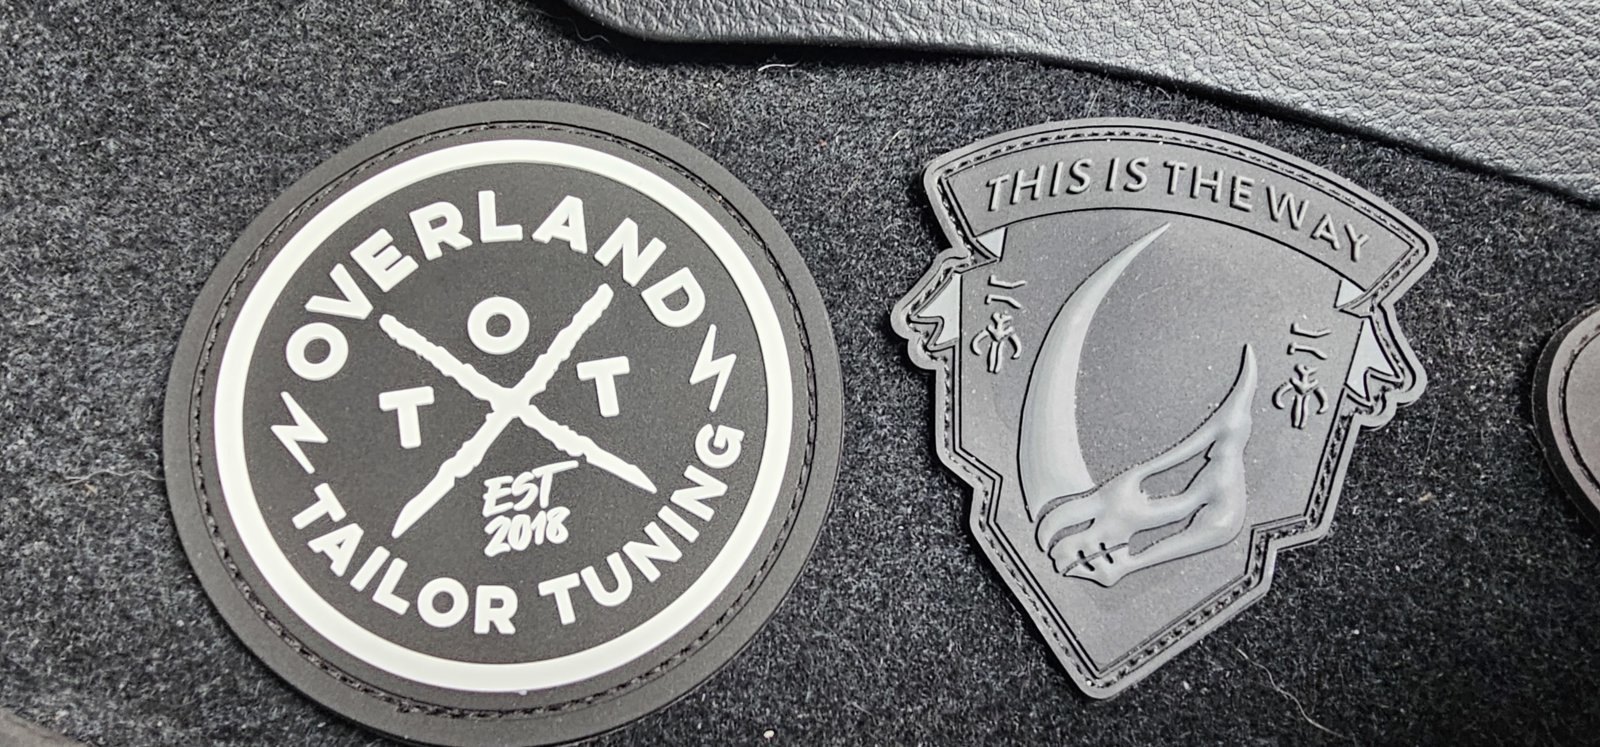 OVERLAND
T O T
EST
2018
TAILOR TUNING
THIS IS THE WAY